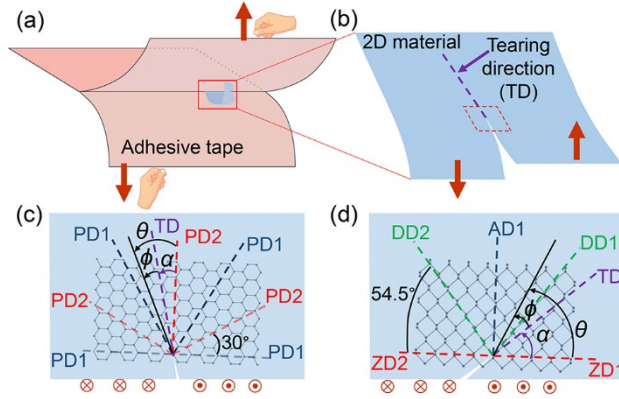 (a)
Adhesive tape
(b)
2D material
Tearing
direction
(TD)
(c)
θ
TD
PD2
PD1
ϕ
α
PD1
PD2
PD2
30°
PD1
PD1
(d)
AD1
DD2
DD1
TD
54.5°
ϕ
α
θ
ZD2
ZD1